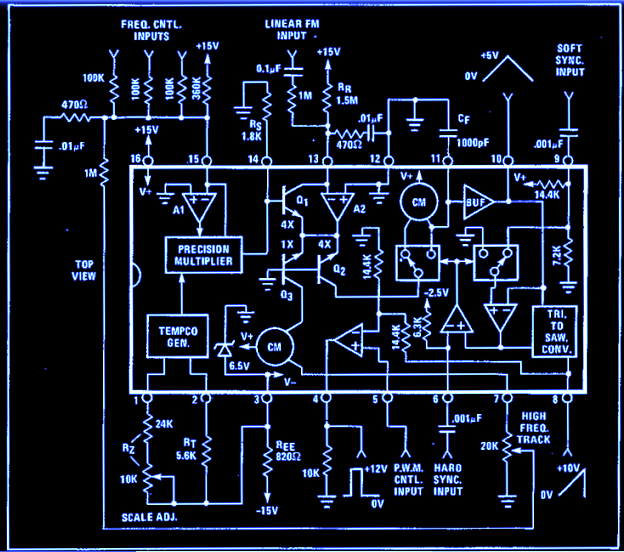 FREQ. CNTL.
INPUTS
LINEAR FM
INPUT
SOFT
SYNC.
INPUT
+15V
+15V
+5V
0V
100K
100K
100K
360K
0.1µF
1M
RR
1.5M
470Ω
.01µF
+15V
1M
RS
1.8K
470Ω
.01µF
CF
1000pF
.001µF
16
15
14
13
12
11
10
9
V+
A1
Q1
4X
A2
V+
CM
BUF
V+
14.4K
PRECISION
MULTIPLIER
1X
4X
Q2
Q3
14.4K
7.2K
TOP
VIEW
TEMPCO
GEN.
V+
6.5V
CM
V-
-2.5V
6.3K
14.4K
TRI.
TO
SAW.
CONV.
1
2
3
4
5
6
7
8
24K
RZ
10K
RT
5.6K
REE
820Ω
-15V
10K
+12V
0V
P.W.M.
CNTL.
INPUT
.001µF
HARD
SYNC.
INPUT
20K
HIGH
FREQ.
TRACK
+10V
0V
SCALE ADJ.